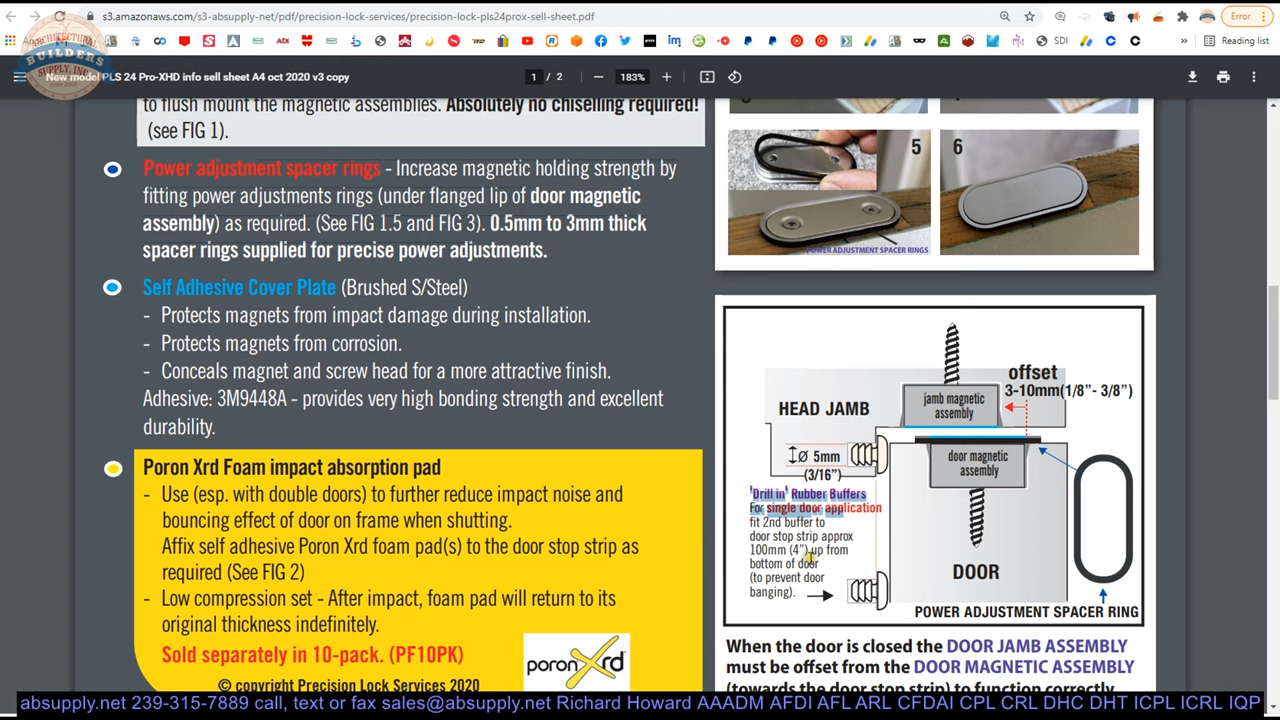 s3.amazonaws.com/s3-absupply-net/pdf/precision-lock-services/precision-lock-pls24prox-sell-sheet.pdf
Error
SDI
Reading list
ARCHITECTURAL
BUILDERS
SUPPLY, INC
New model PLS 24 Pro-XHD info sell sheet A4 oct 2020 v3 copy
1 / 2
183%
to flush mount the magnetic assemblies. Absolutely no chiselling required!
(see FIG 1).
Power adjustment spacer rings - Increase magnetic holding strength by
fitting power adjustments rings (under flanged lip of door magnetic
assembly) as required. (See FIG 1.5 and FIG 3). 0.5mm to 3mm thick
spacer rings supplied for precise power adjustments.
Self Adhesive Cover Plate (Brushed S/Steel)
- Protects magnets from impact damage during installation.
- Protects magnets from corrosion.
- Conceals magnet and screw head for a more attractive finish.
Adhesive: 3M9448A - provides very high bonding strength and excellent
durability.
Poron Xrd Foam impact absorption pad
- Use (esp. with double doors) to further reduce impact noise and
bouncing effect of door on frame when shutting.
Affix self adhesive Poron Xrd foam pad(s) to the door stop strip as
required (See FIG 2)
- Low compression set - After impact, foam pad will return to its
original thickness indefinitely.
Sold separately in 10-pack. (PF10PK)
poron Xrd
© copyright Precision Lock Services 2020
5
6
POWER ADJUSTMENT SPACER RINGS
offset
3-10mm(1/8"- 3/8")
HEAD JAMB
jamb magnetic
assembly
Ø 5mm
(3/16")
door magnetic
assembly
'Drill in' Rubber Buffers
For single door application
fit 2nd buffer to
door stop strip approx
100mm (4") up from
bottom of door
(to prevent door
banging).
DOOR
POWER ADJUSTMENT SPACER RING
When the door is closed the DOOR JAMB ASSEMBLY
must be offset from the DOOR MAGNETIC ASSEMBLY
(towards the door stop strip) to function correctly
absupply.net 239-315-7889 call, text or fax sales@absupply.net Richard Howard AAADM AFDI AFL ARL CFDAI CPL CRL DHC DHT ICPL ICRL IQP